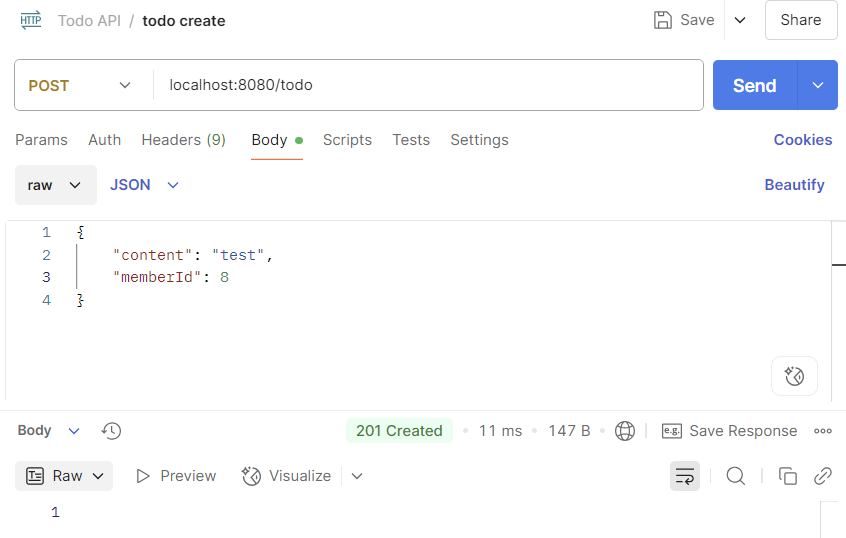 HTTP Todo API / todo create Save Share
POST localhost:8080/todo Send
Params Auth Headers (9) Body Scripts Tests Settings Cookies
raw JSON Beautify
1 {
2 "content": "test",
3 "memberId": 8
4 }
Body 201 Created 11 ms 147 B e.g. Save Response
Raw Preview Visualize
1